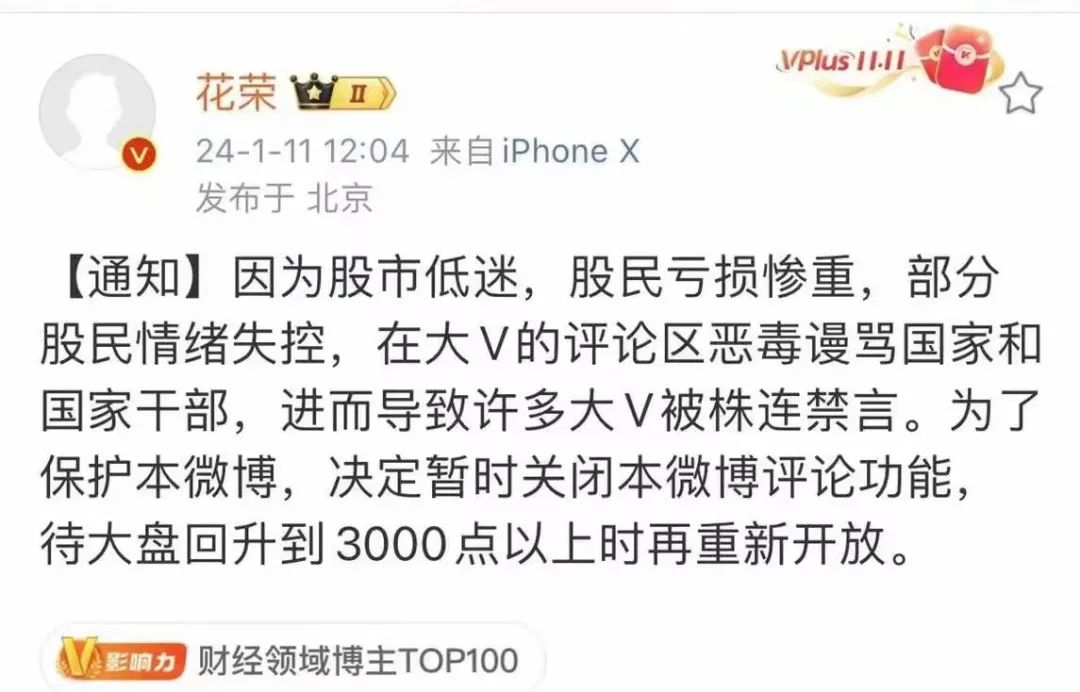 VPlus 11.11
花荣 II
24-1-11 12:04 来自 iPhone X
发布于 北京
【通知】因为股市低迷，股民亏损惨重，部分
股民情绪失控，在大V的评论区恶毒谩骂国家和
国家干部，进而导致许多大V被株连禁言。为了
保护本微博，决定暂时关闭本微博评论功能，
待大盘回升到3000点以上时再重新开放。
V影响力 财经领域博主TOP100